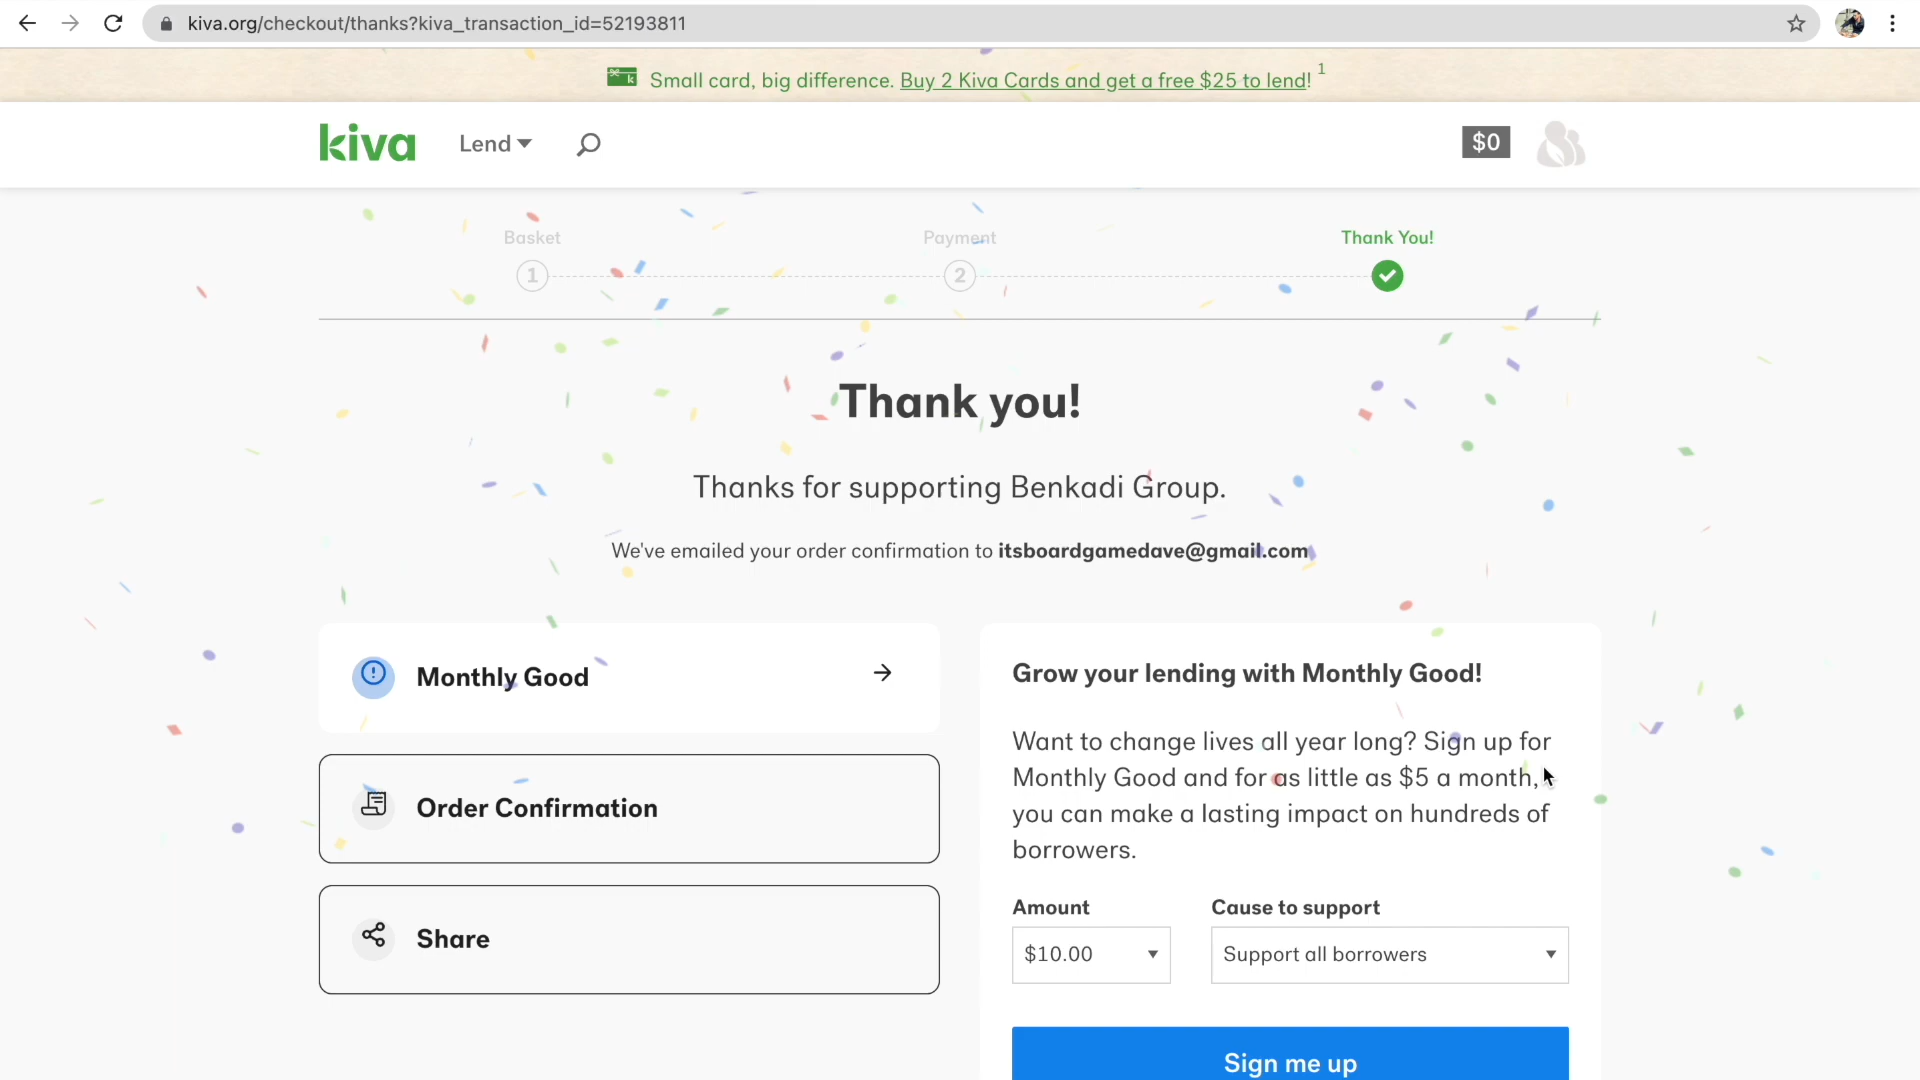 kiva.org/checkout/thanks?kiva_transaction_id=52193811
k Small card, big difference. Buy 2 Kiva Cards and get a free $25 to lend! 1
kiva Lend $0
Basket Payment Thank You!
1 2
Thank you!
Thanks for supporting Benkadi Group.
We've emailed your order confirmation to itsboardgamedave@gmail.com
Monthly Good
Order Confirmation
Share
Grow your lending with Monthly Good!
Want to change lives all year long? Sign up for
Monthly Good and for as little as $5 a month,
you can make a lasting impact on hundreds of
borrowers.
Amount Cause to support
$10.00 Support all borrowers
Sign me up